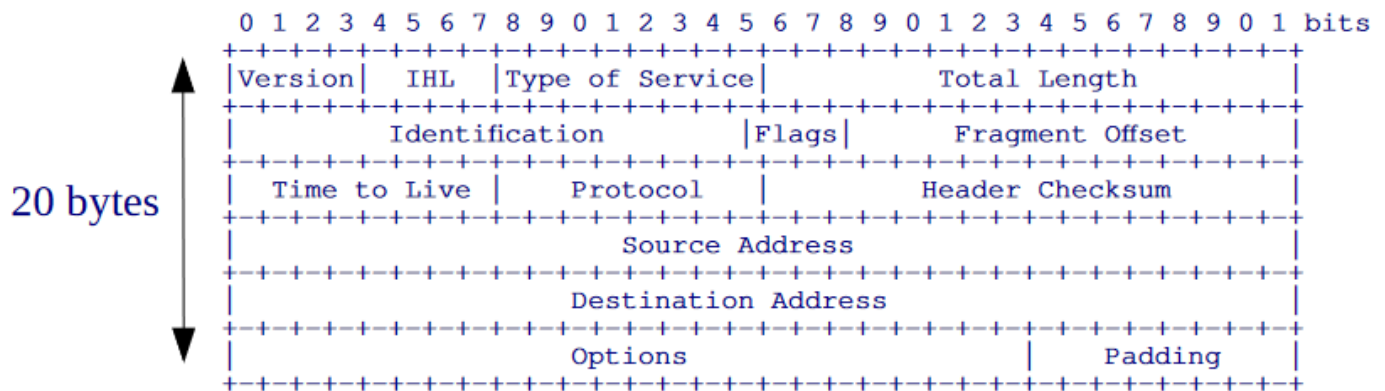 0 1 2 3 4 5 6 7 8 9 0 1 2 3 4 5 6 7 8 9 0 1 2 3 4 5 6 7 8 9 0 1 bits
+-+-+-+-+-+-+-+-+-+-+-+-+-+-+-+-+-+-+-+-+-+-+-+-+-+-+-+-+-+-+-+-+
|Version| IHL |Type of Service| Total Length |
+-+-+-+-+-+-+-+-+-+-+-+-+-+-+-+-+-+-+-+-+-+-+-+-+-+-+-+-+-+-+-+-+
| Identification |Flags| Fragment Offset |
+-+-+-+-+-+-+-+-+-+-+-+-+-+-+-+-+-+-+-+-+-+-+-+-+-+-+-+-+-+-+-+-+
20 bytes | Time to Live | Protocol | Header Checksum |
+-+-+-+-+-+-+-+-+-+-+-+-+-+-+-+-+-+-+-+-+-+-+-+-+-+-+-+-+-+-+-+-+
| Source Address |
+-+-+-+-+-+-+-+-+-+-+-+-+-+-+-+-+-+-+-+-+-+-+-+-+-+-+-+-+-+-+-+-+
| Destination Address |
+-+-+-+-+-+-+-+-+-+-+-+-+-+-+-+-+-+-+-+-+-+-+-+-+-+-+-+-+-+-+-+-+
| Options | Padding |
+-+-+-+-+-+-+-+-+-+-+-+-+-+-+-+-+-+-+-+-+-+-+-+-+-+-+-+-+-+-+-+-+